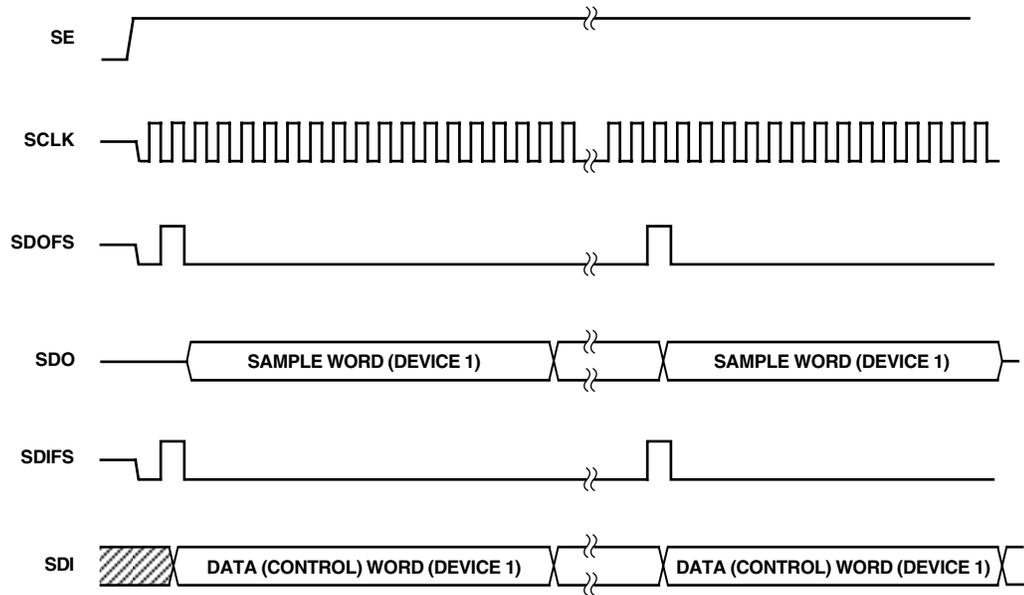 SE
SCLK
SDOFS
SDO
SAMPLE WORD (DEVICE 1)
SAMPLE WORD (DEVICE 1)
SDIFS
SDI
DATA (CONTROL) WORD (DEVICE 1)
DATA (CONTROL) WORD (DEVICE 1)